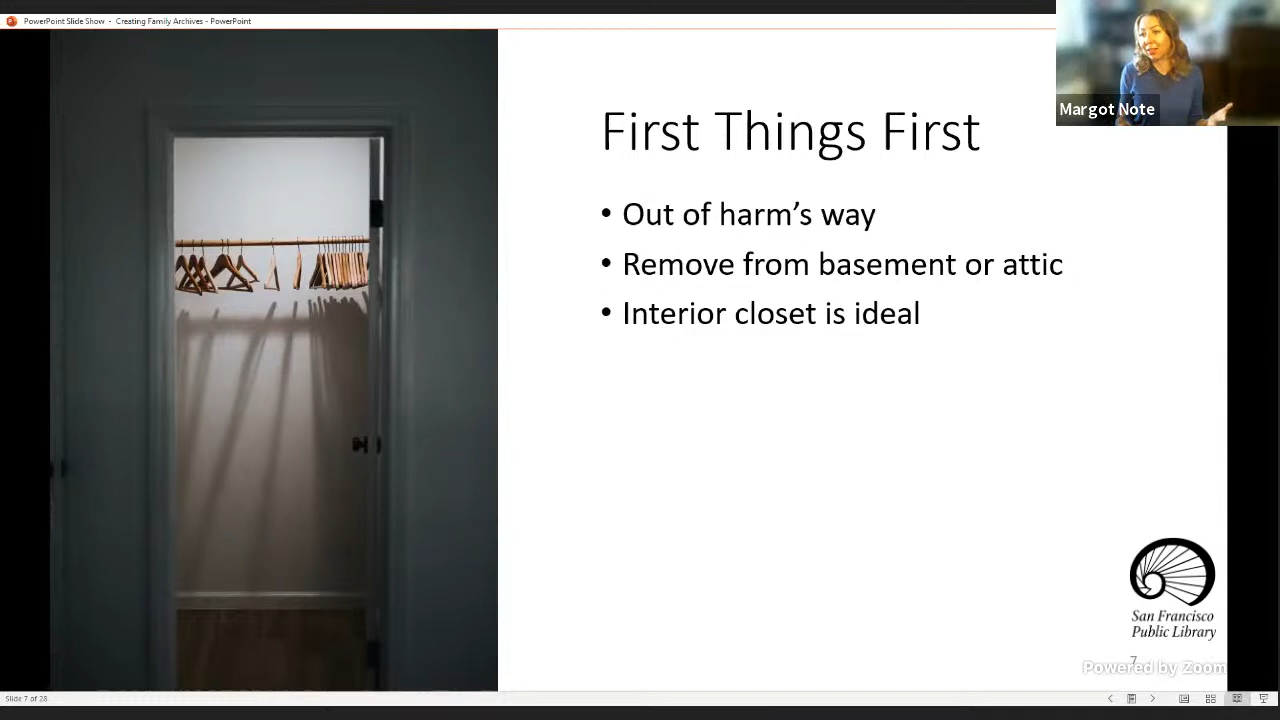 PowerPoint Slide Show - Creating Family Archives - PowerPoint
Margot Note
First Things First
• Out of harm’s way
• Remove from basement or attic
• Interior closet is ideal
San Francisco
Public Library
7
Powered by Zoom
Slide 7 of 28